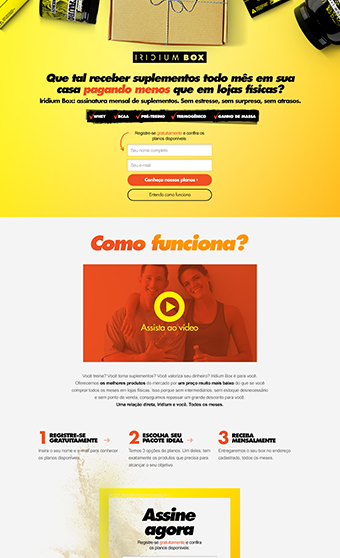 IRIDIUM BOX
Que tal receber suplementos todo mês em sua
casa pagando menos que em lojas físicas?
Iridium Box: assinatura mensal de suplementos. Sem estresse, sem surpresa, sem atrasos.
WHEY BCAA PRÉ-TREINO TERMOGÊNICO GANHO DE MASSA
Registre-se gratuitamente e confira os
planos disponíveis:
Seu nome completo
Seu e-mail
Conheça nossos planos ›
Entenda como funciona
Como funciona?
Assista ao vídeo
Você treina? Você toma suplementos? Você valoriza seu dinheiro? Iridium Box é para você.
Oferecemos os melhores produtos do mercado por um preço muito mais baixo do que se você
comprar todos os meses em lojas físicas. Isso porque sem intermediários, sem estoque desnecessário
e sem ponto de venda, conseguimos repassar um grande desconto para você.
Uma relação direta, Iridium e você. Todos os meses.
1 REGISTRE-SE GRATUITAMENTE
Insira o seu nome e e-mail para conhecer
os planos disponíveis.
2 ESCOLHA SEU PACOTE IDEAL
Temos 3 opções de planos. Um deles, tem
exatamente os produtos que precisa para
alcançar o seu objetivo.
3 RECEBA MENSALMENTE
Entregaremos o seu box no endereço
cadastrado, todos os meses.
Assine
agora
Registre-se gratuitamente e confira
os planos disponíveis: